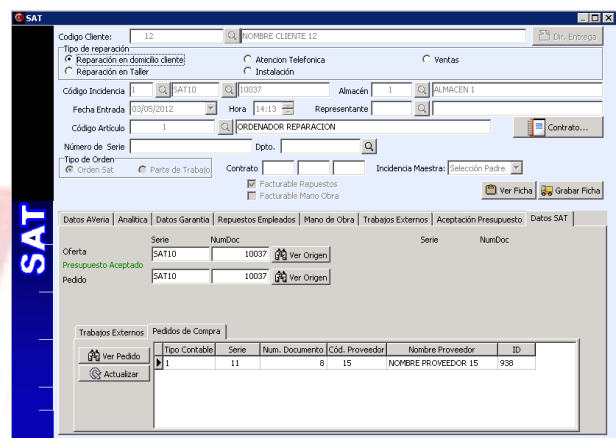 SAT
Codigo Cliente: 12 NOMBRE CLIENTE 12 Dir. Entrega
Tipo de reparación
Reparación en domicilio cliente Atencion Telefonica Ventas
Réparación en Taller Instalación
Código Incidencia 1 SAT10 10037 Almacén 1 ALMACEN 1
Fecha Entrada 03/05/2012 Hora 14:13 Representante
Código Artículo 1 ORDENADOR REPARACION Contrato...
Número de Serie Dpto.
Tipo de Orden
Orden Sat Parte de Trabajo Contrato Incidencia Maestra: Selección Padre
Facturable Repuestos
Facturable Mano Obra
Ver Ficha Grabar Ficha
SAT
Datos AVeria Analitica Datos Garantia Repuestos Empleados Mano de Obra Trabajos Externos Aceptación Presupuesto Datos SAT
Serie NumDoc Serie NumDoc
Oferta SAT10 10037 Ver Origen
Presupuesto Aceptado
Pedido SAT10 10037 Ver Origen
Trabajos Externos Pedidos de Compra
Ver Pedido
Actualizar
Tipo Contable Serie Num. Documento Cód. Proveedor Nombre Proveedor ID
1 11 8 15 NOMBRE PROVEEDOR 15 938